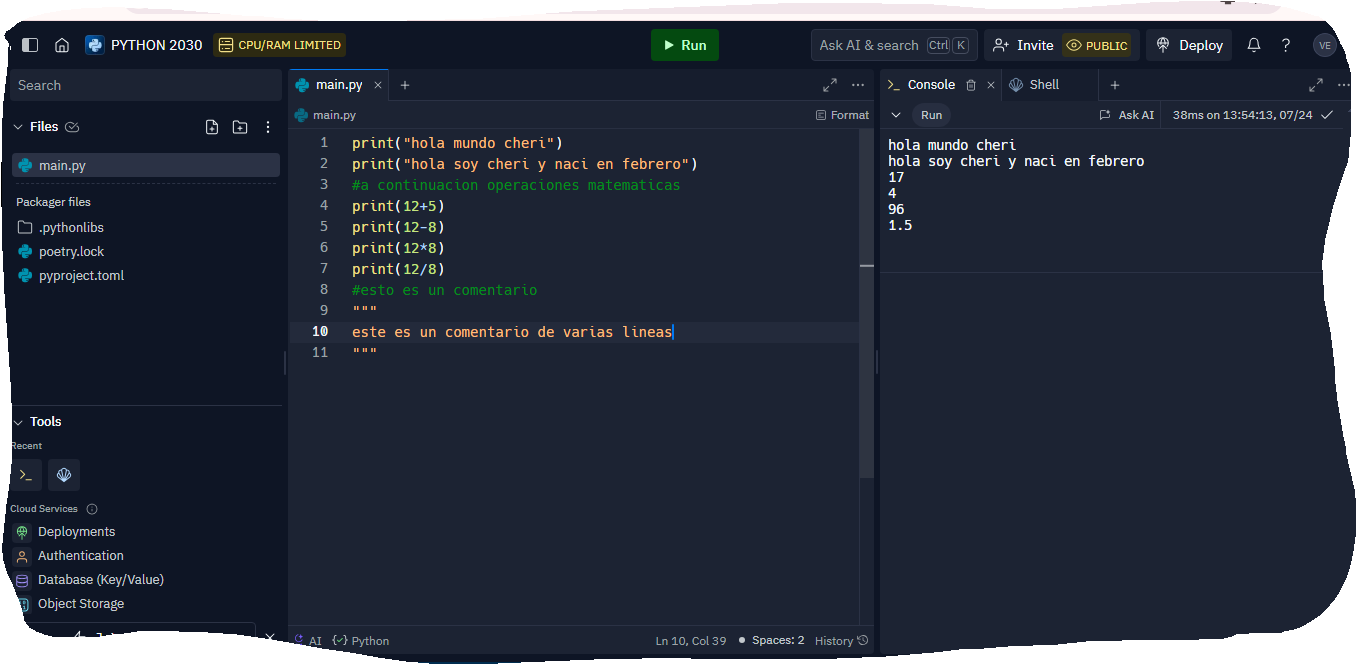 PYTHON 2030 CPU/RAM LIMITED Run Ask AI & search Ctrl K Invite PUBLIC Deploy ? VE
Search
Files
main.py
Packager files
.pythonlibs
poetry.lock
pyproject.toml
Tools
Recent
Cloud Services
Deployments
Authentication
Database (Key/Value)
Object Storage
main.py
main.py Format
1 print("hola mundo cheri")
2 print("hola soy cheri y naci en febrero")
3 #a continuacion operaciones matematicas
4 print(12+5)
5 print(12-8)
6 print(12*8)
7 print(12/8)
8 #esto es un comentario
9 """
10 este es un comentario de varias lineas
11 """
AI Python Ln 10, Col 39 Spaces: 2 History
Console Shell
Run Ask AI 38ms on 13:54:13, 07/24
hola mundo cheri
hola soy cheri y naci en febrero
17
4
96
1.5